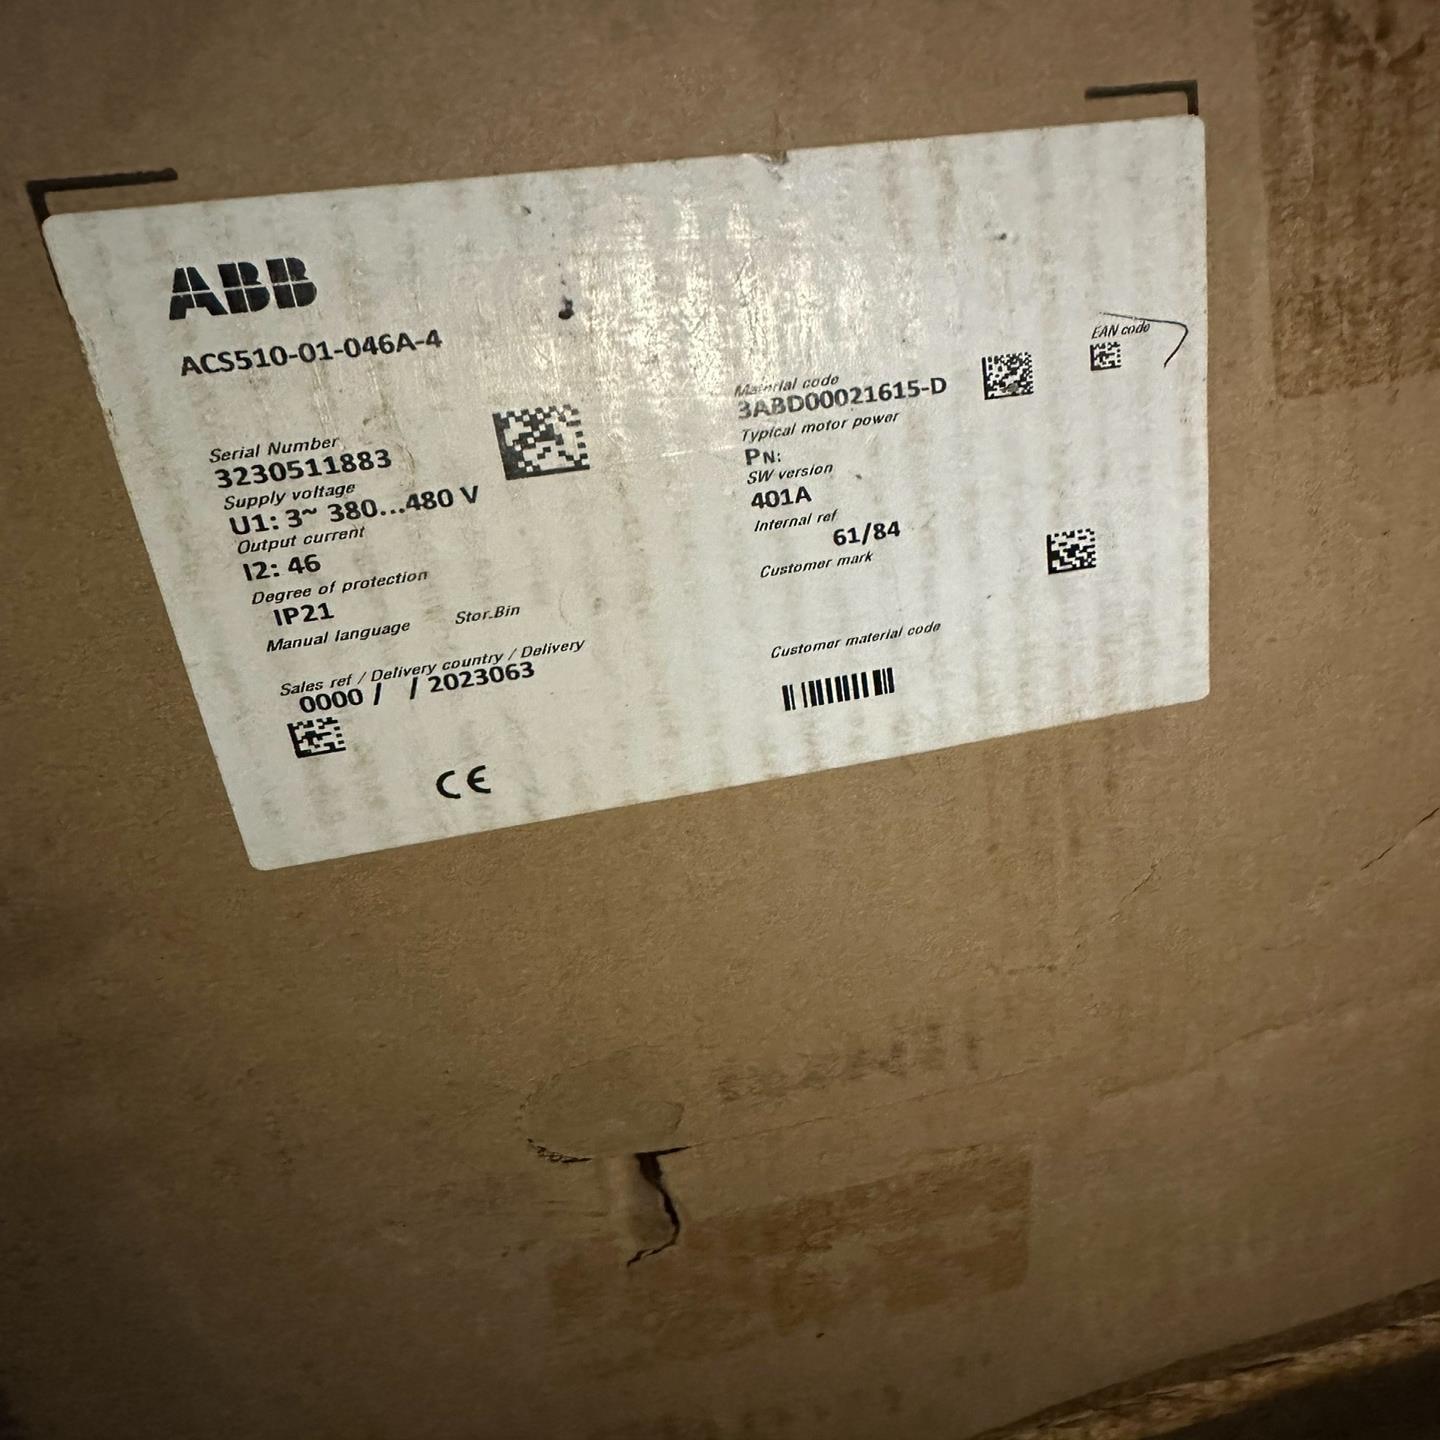 ABB
ACS510-01-046A-4
Serial Number
3230511883
Supply voltage
U1: 3~ 380...480 V
Output current
I2: 46
Degree of protection
IP21
Manual language Stor.Bin
Sales ref / Delivery country / Delivery
0000 / / 2023063
CE
Material code
3ABD00021615-D
Typical motor power
PN:
SW version
401A
Internal ref
61/84
Customer mark
Customer material code
EAN code